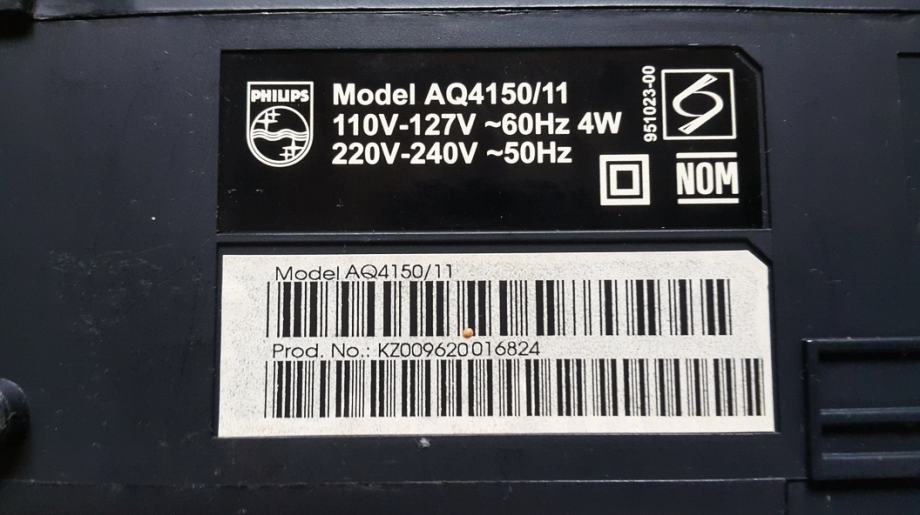 PHILIPS
Model AQ4150/11
110V-127V ~60Hz 4W
220V-240V ~50Hz
951023-00
NOM
Model AQ4150/11
Prod. No.: KZ009620016824